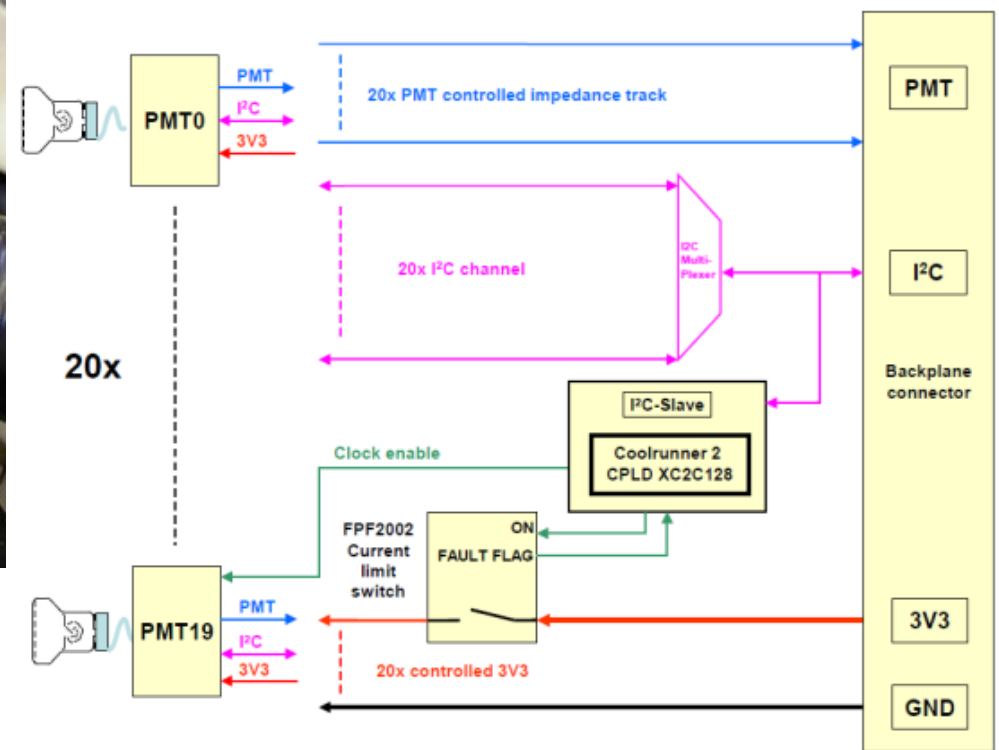 PMT0
PMT
I²C
3V3
20x PMT controlled impedance track
PMT
20x I²C channel
I2C
Multi-
Plexer
I²C
20x
Backplane
connector
I²C-Slave
Coolrunner 2
CPLD XC2C128
Clock enable
FPF2002
Current
limit
switch
ON
FAULT FLAG
PMT19
PMT
I²C
3V3
20x controlled 3V3
3V3
GND